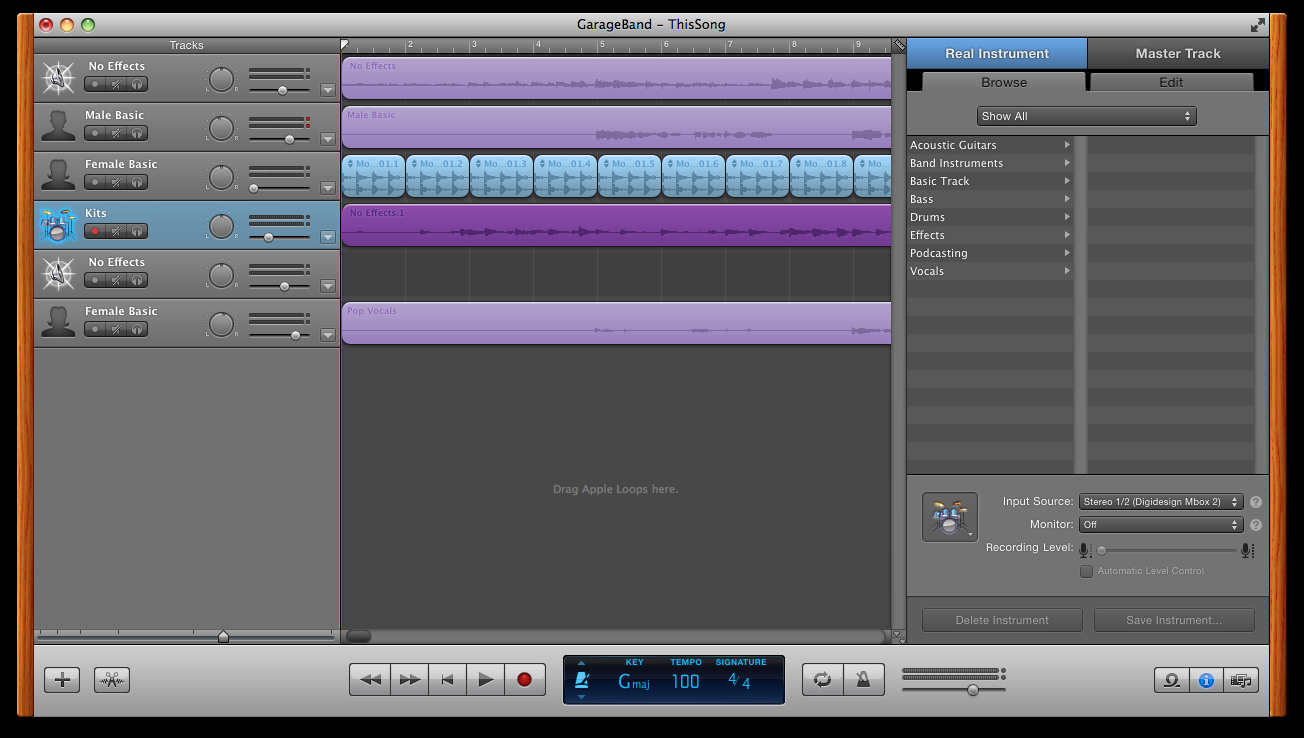 GarageBand – ThisSong
Tracks
2 3 4 5 6 7 8 9
Real Instrument
Master Track
Browse
Edit
Show All
No Effects
L R
Male Basic
L R
Female Basic
L R
Kits
L R
No Effects
L R
Female Basic
L R
No Effects
Male Basic
Mo...01.1 Mo...01.2 Mo...01.3 Mo...01.4 Mo...01.5 Mo...01.6 Mo...01.7 Mo...01.8 Mo...
No Effects.1
Pop Vocals
Drag Apple Loops here.
Acoustic Guitars
Band Instruments
Basic Track
Bass
Drums
Effects
Podcasting
Vocals
Input Source: Stereo 1/2 (Digidesign Mbox 2) ?
Monitor: Off ?
Recording Level:
Automatic Level Control
Delete Instrument
Save Instrument...
KEY TEMPO SIGNATURE
Gmaj 100 4/4